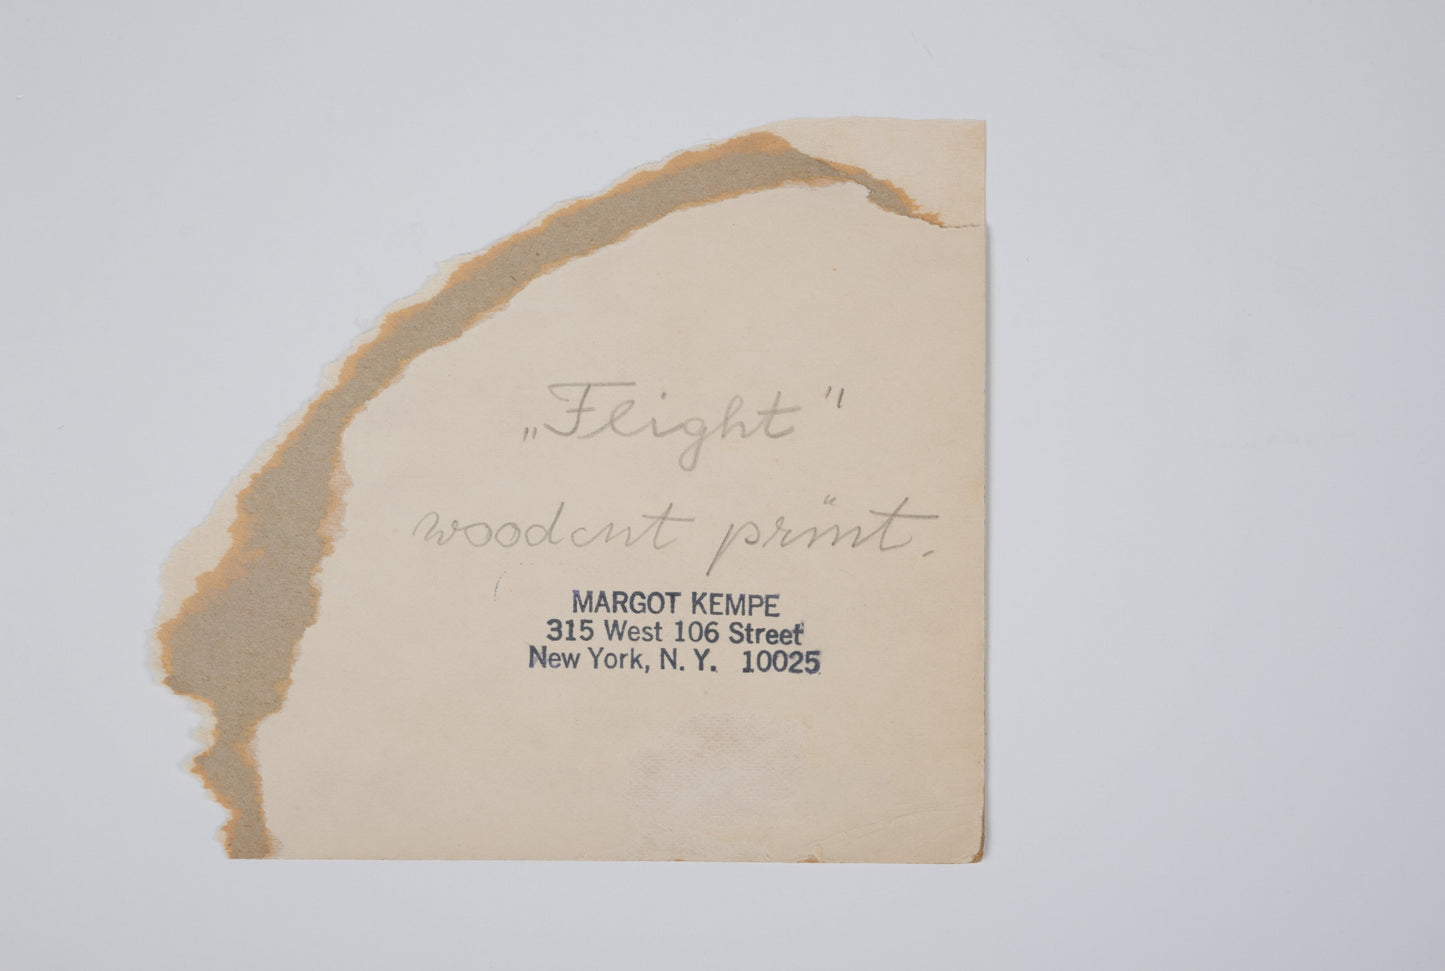 „Flight"
woodcut print.
MARGOT KEMPE
315 West 106 Street
New York, N. Y. 10025